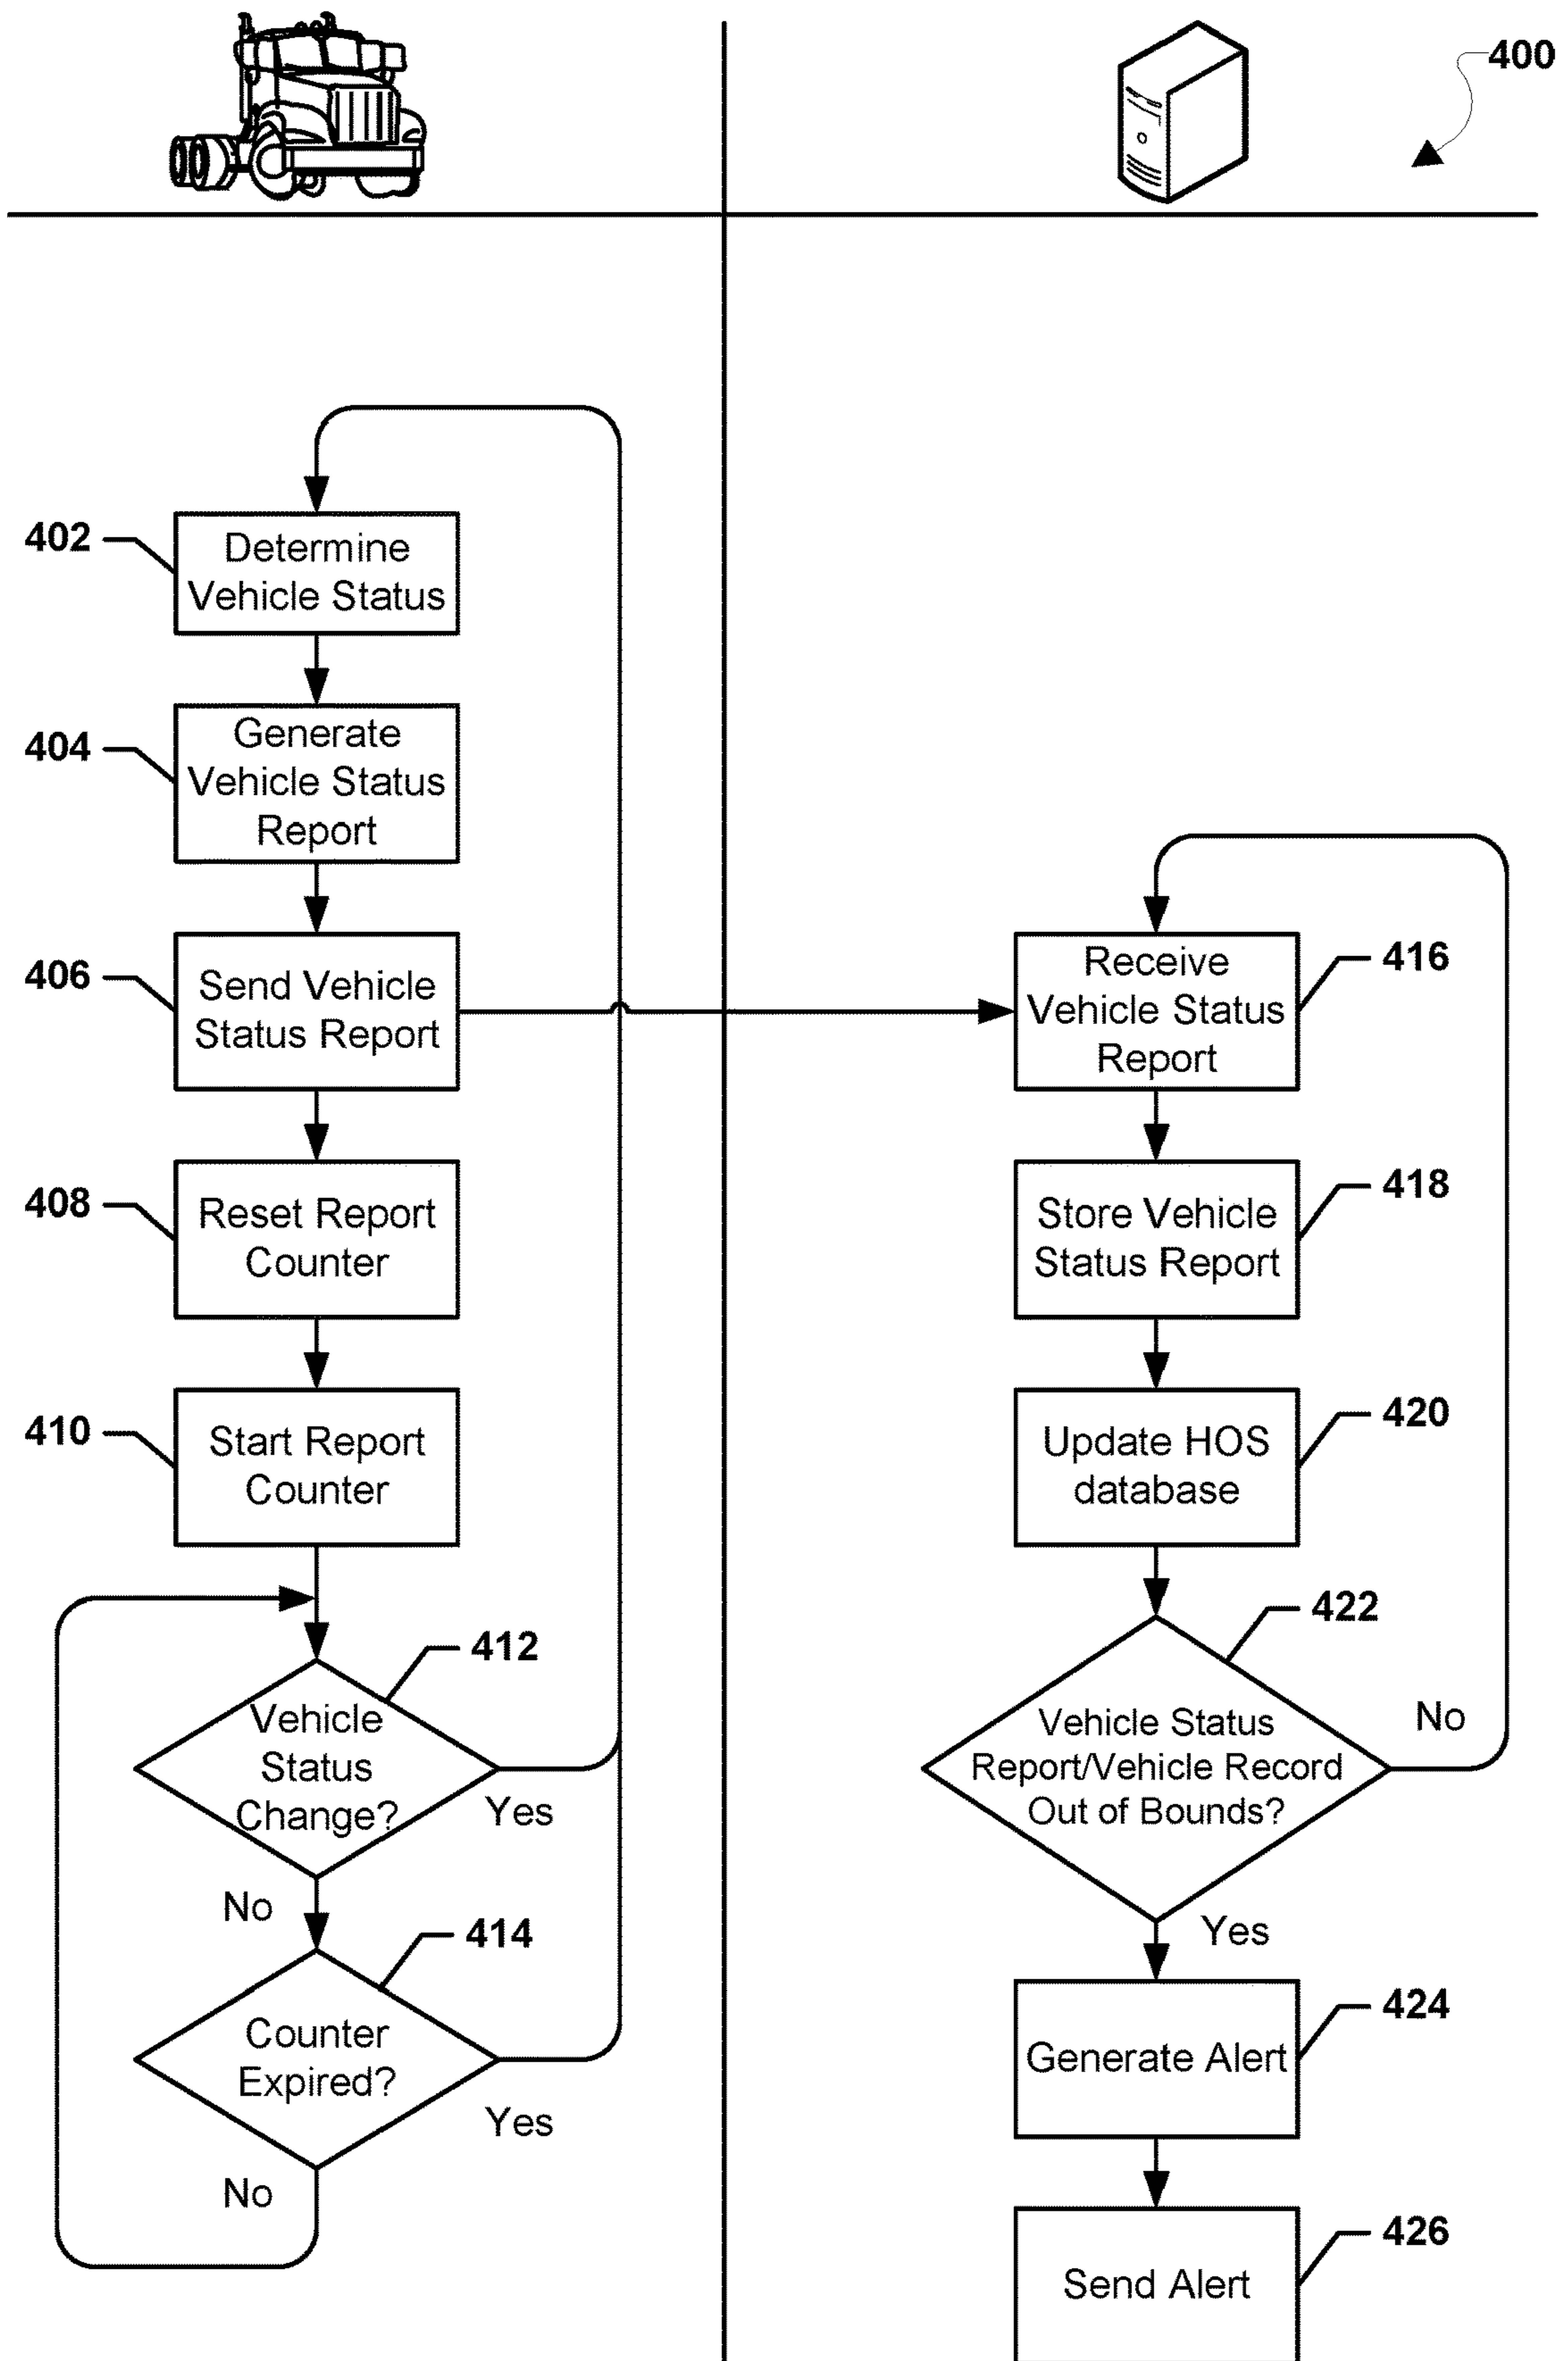 400
402
Determine
Vehicle Status
404
Generate
Vehicle Status
Report
406
Send Vehicle
Status Report
408
Reset Report
Counter
410
Start Report
Counter
412
Vehicle
Status
Change?
Yes
No
414
Counter
Expired?
Yes
No
416
Receive
Vehicle Status
Report
418
Store Vehicle
Status Report
420
Update HOS
database
422
Vehicle Status
Report/Vehicle Record
Out of Bounds?
No
Yes
424
Generate Alert
426
Send Alert